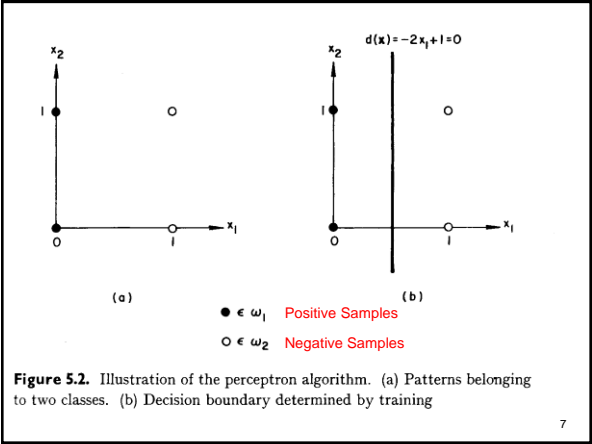 x₂
1
0
1
x₁
(a)
d(x)=-2x₁+1=0
x₂
1
0
1
x₁
(b)
● ϵ ω₁ Positive Samples
○ ϵ ω₂ Negative Samples
Figure 5.2. Illustration of the perceptron algorithm. (a) Patterns belonging
to two classes. (b) Decision boundary determined by training
7